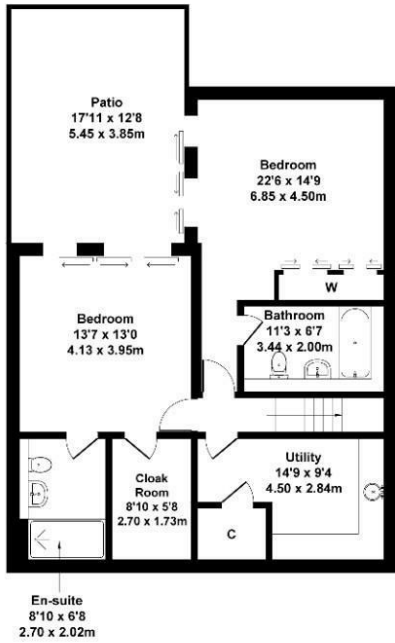 Patio
17'11 x 12'8
5.45 x 3.85m
Bedroom
22'6 x 14'9
6.85 x 4.50m
W
Bedroom
13'7 x 13'0
4.13 x 3.95m
Bathroom
11'3 x 6'7
3.44 x 2.00m
Utility
14'9 x 9'4
4.50 x 2.84m
Cloak
Room
8'10 x 5'8
2.70 x 1.73m
C
En-suite
8'10 x 6'8
2.70 x 2.02m